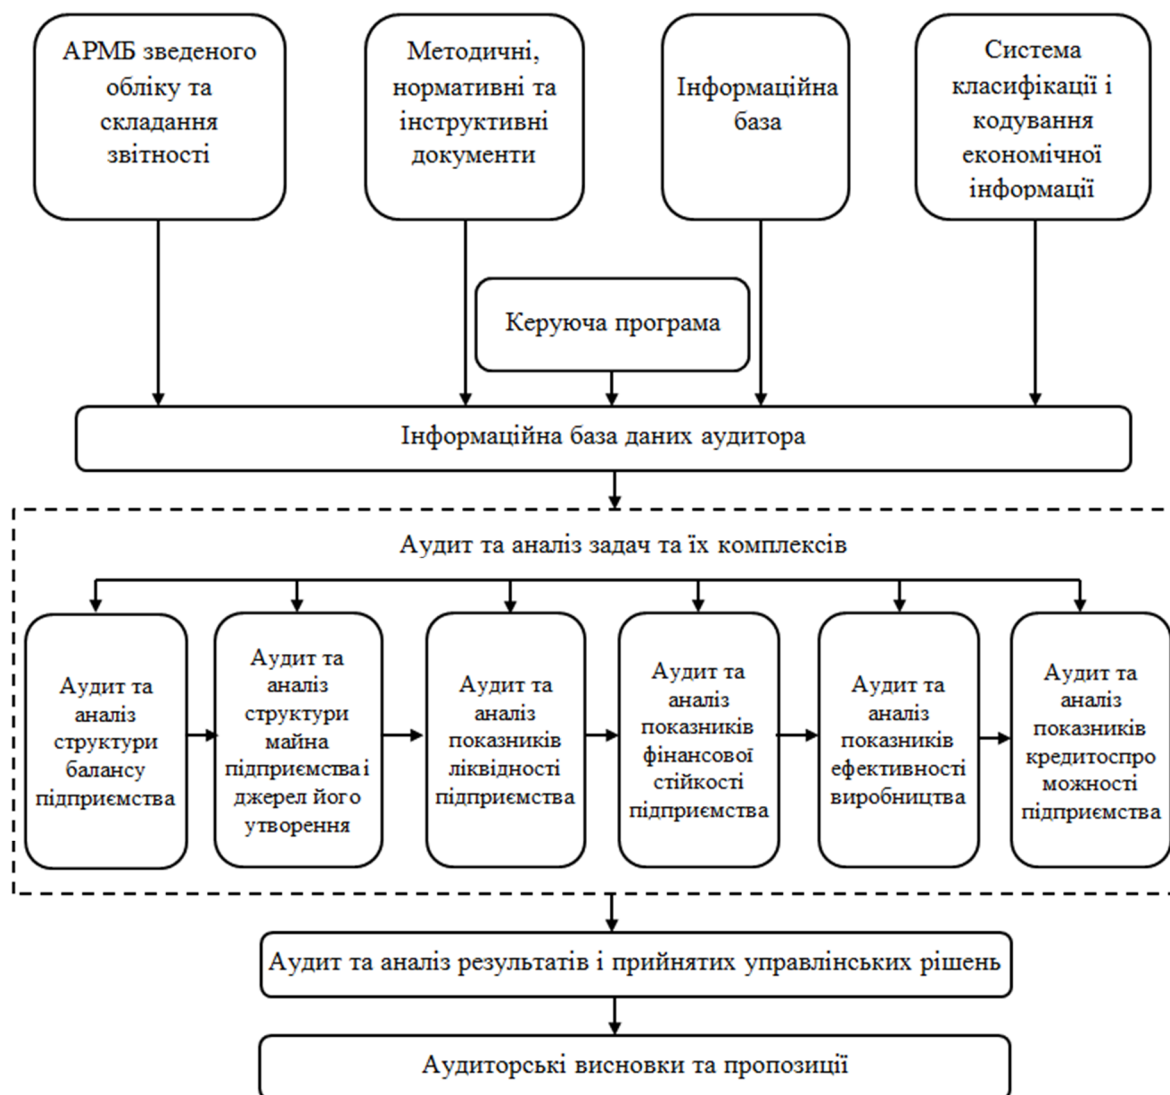 АРМБ зведеного
обліку та
складання
звітності
Методичні,
нормативні та
інструктивні
документи
Інформаційна
база
Система
класифікації і
кодування
економічної
інформації
Керуюча програма
Інформаційна база даних аудитора
Аудит та аналіз задач та їх комплексів
Аудит та
аналіз
структури
балансу
підприємства
Аудит та
аналіз
структури
майна
підприємства і
джерел його
утворення
Аудит та
аналіз
показників
ліквідності
підприємства
Аудит та
аналіз
показників
фінансової
стійкості
підприємства
Аудит та
аналіз
показників
ефективності
виробництва
Аудит та
аналіз
показників
кредитоспро
можності
підприємства
Аудит та аналіз результатів і прийнятих управлінських рішень
Аудиторські висновки та пропозиції